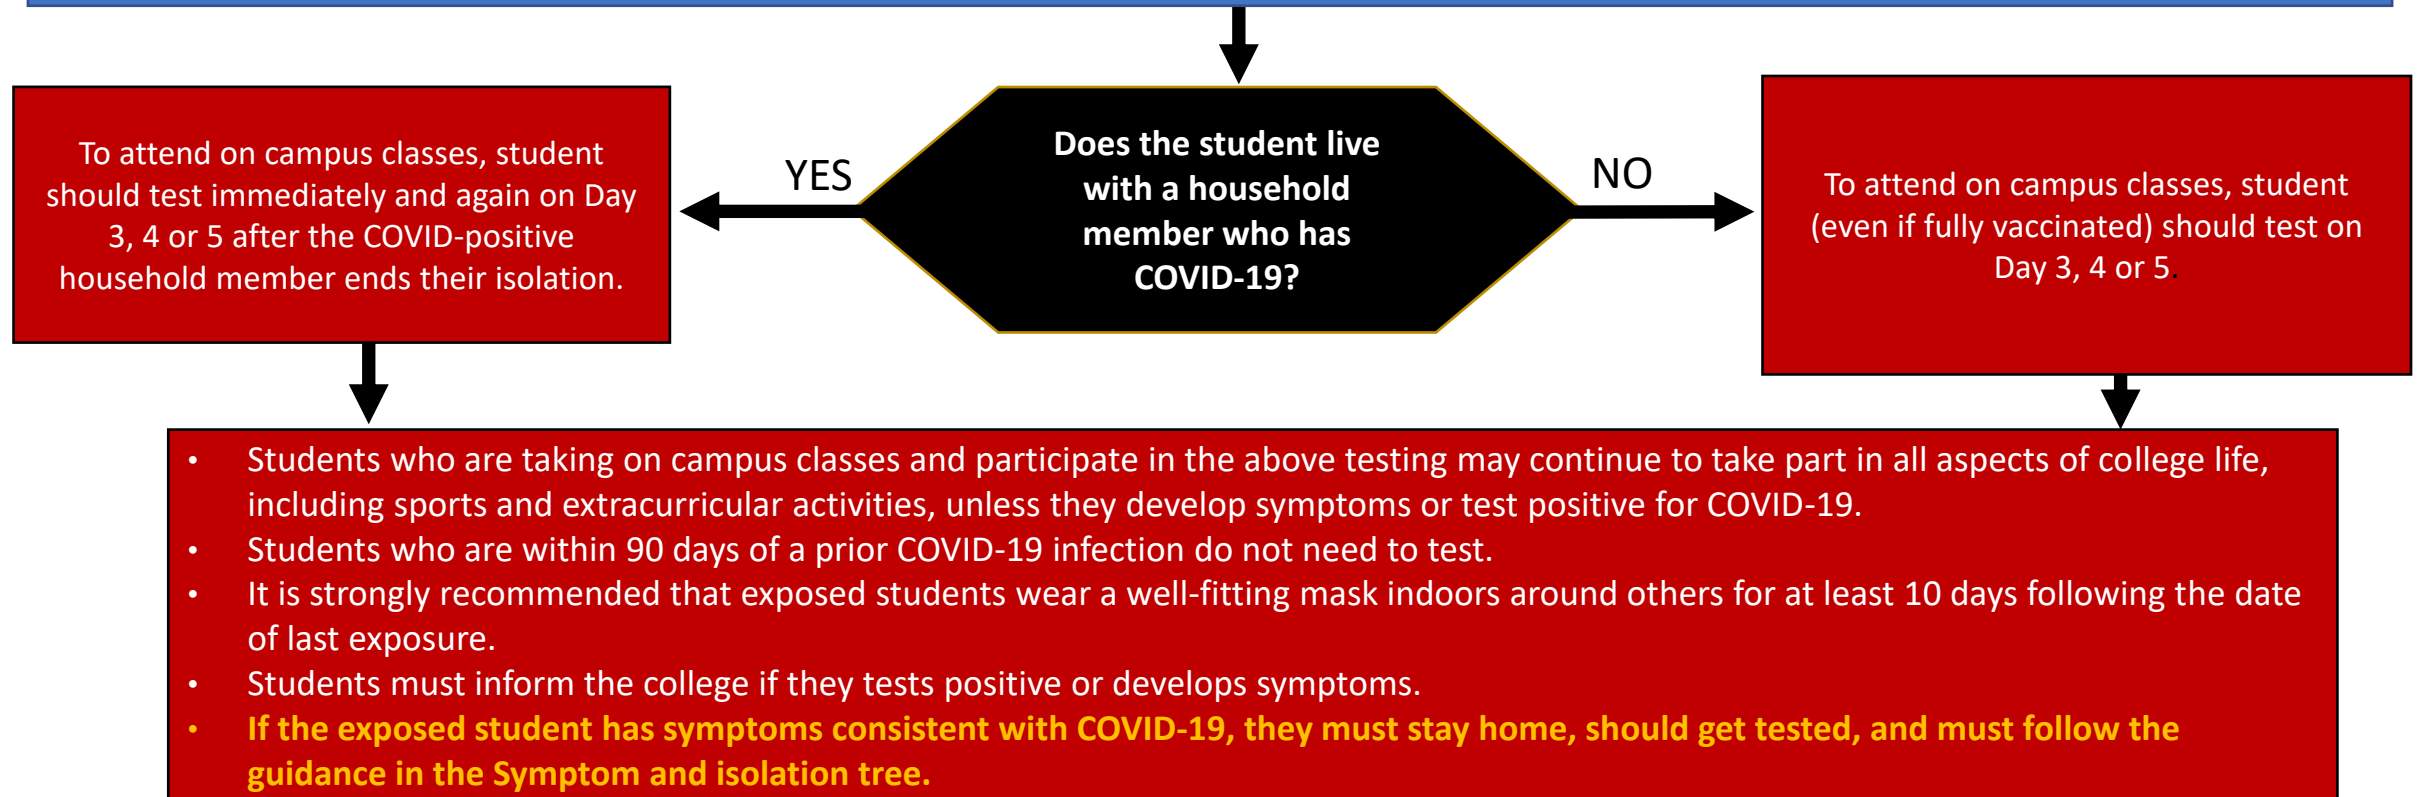 To attend on campus classes, student
should test immediately and again on Day
3, 4 or 5 after the COVID-positive
household member ends their isolation.
YES
Does the student live
with a household
member who has
COVID-19?
NO
To attend on campus classes, student
(even if fully vaccinated) should test on
Day 3, 4 or 5.
• Students who are taking on campus classes and participate in the above testing may continue to take part in all aspects of college life,
including sports and extracurricular activities, unless they develop symptoms or test positive for COVID-19.
• Students who are within 90 days of a prior COVID-19 infection do not need to test.
• It is strongly recommended that exposed students wear a well-fitting mask indoors around others for at least 10 days following the date
of last exposure.
• Students must inform the college if they tests positive or develops symptoms.
• If the exposed student has symptoms consistent with COVID-19, they must stay home, should get tested, and must follow the
guidance in the Symptom and isolation tree.